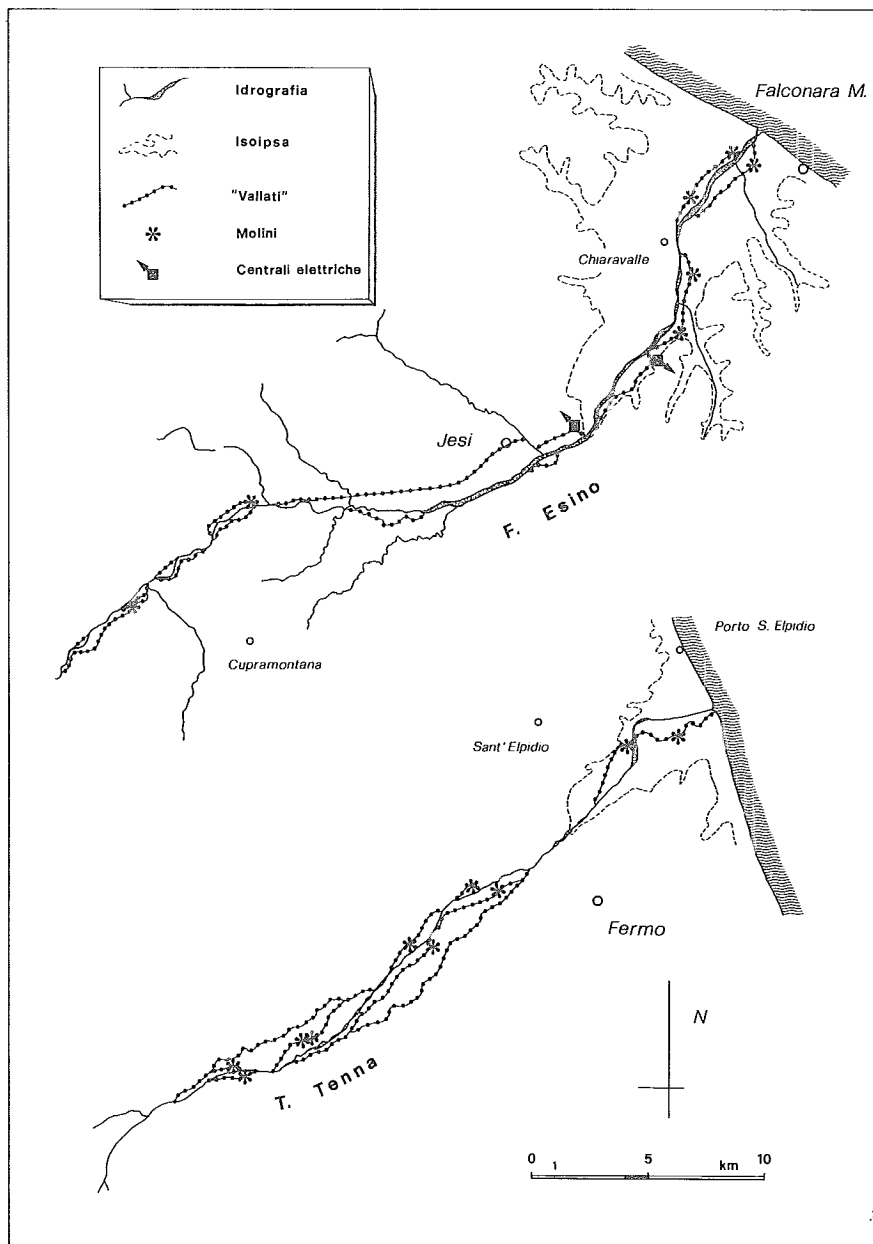 Idrografia
Isoipsa
"Vallati"
Molini
Centrali elettriche
Falconara M.
Chiaravalle
Jesi
F. Esino
Cupramontana
Porto S. Elpidio
Sant' Elpidio
Fermo
T. Tenna
N
0 1 5 km 10